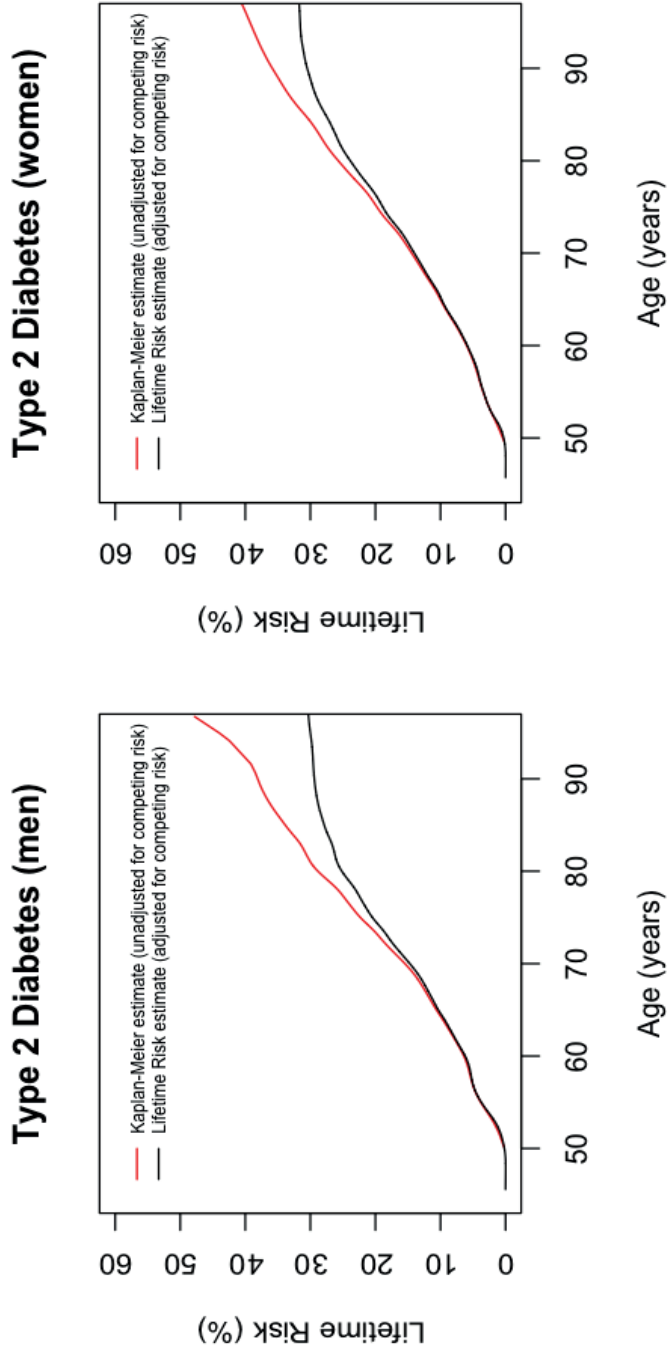 Type 2 Diabetes (men)
Kaplan-Meier estimate (unadjusted for competing risk)
Lifetime Risk estimate (adjusted for competing risk)
Lifetime Risk (%)
0 10 20 30 40 50 60
50 60 70 80 90
Age (years)
Type 2 Diabetes (women)
Kaplan-Meier estimate (unadjusted for competing risk)
Lifetime Risk estimate (adjusted for competing risk)
Lifetime Risk (%)
0 10 20 30 40 50 60
50 60 70 80 90
Age (years)